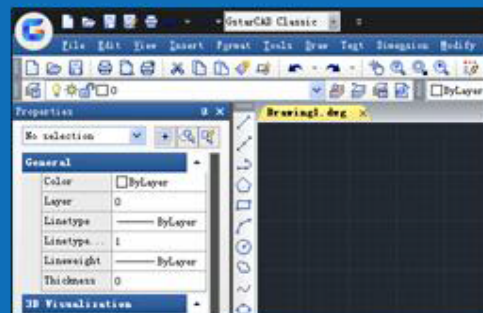 GstarCAD Classic
File Edit View Insert Format Tools Draw Text Dimension Modify
0 ByLayer
Properties
Drawing1.dwg
No selection
General
Color ByLayer
Layer 0
Linetype ByLayer
Linetype... 1
Lineweight ByLayer
Thickness 0
3D Visualization